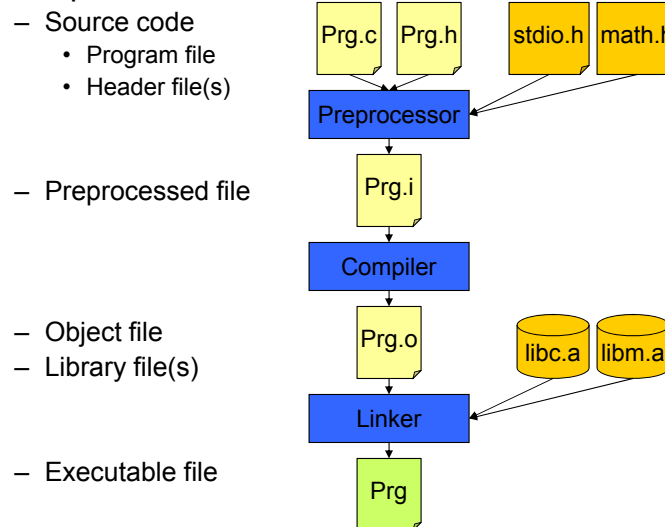 – Source code
• Program file
• Header file(s)
Prg.c Prg.h stdio.h math.h
Preprocessor
– Preprocessed file
Prg.i
Compiler
– Object file
– Library file(s)
Prg.o
libc.a libm.a
Linker
– Executable file
Prg